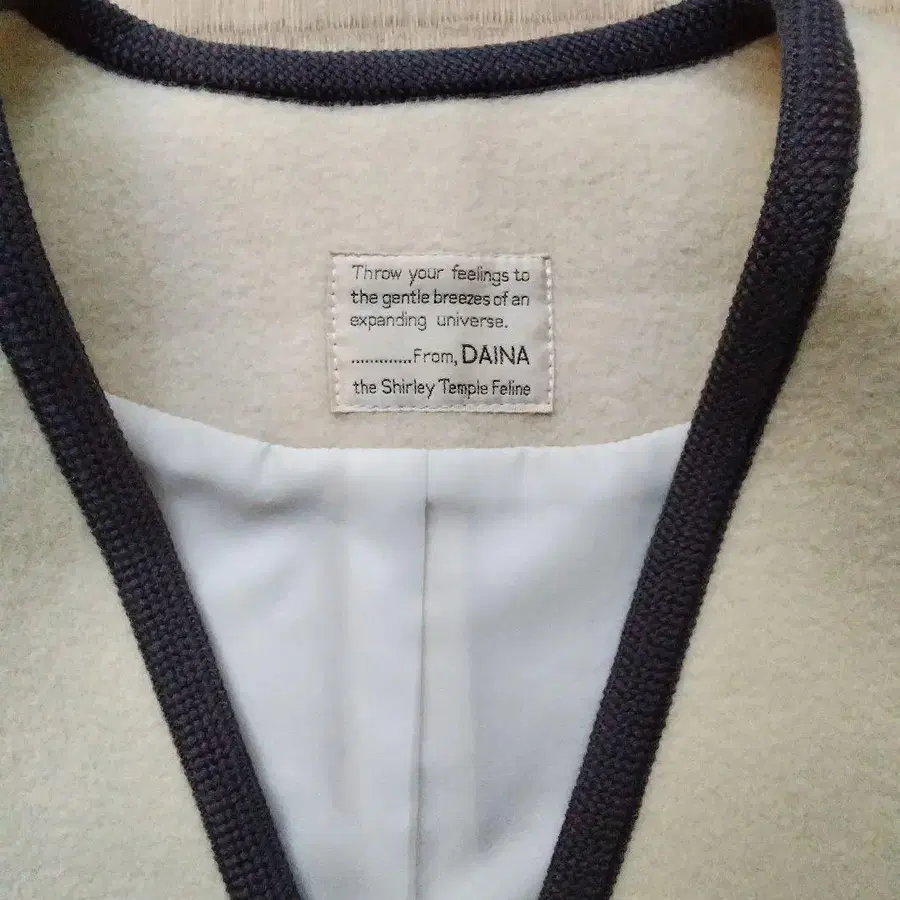 Throw your feelings to
the gentle breezes of an
expanding universe.
.............From, DAINA
the Shirley Temple Feline